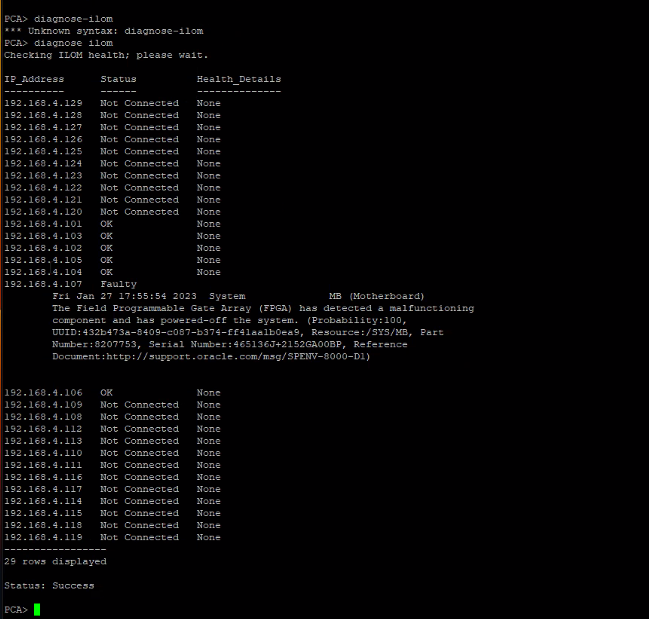 PCA> diagnose-ilom
*** Unknown syntax: diagnose-ilom
PCA> diagnose ilom
Checking ILOM health; please wait.
IP_Address Status Health_Details
---------- ------ --------------
192.168.4.129 Not Connected None
192.168.4.128 Not Connected None
192.168.4.127 Not Connected None
192.168.4.126 Not Connected None
192.168.4.125 Not Connected None
192.168.4.124 Not Connected None
192.168.4.123 Not Connected None
192.168.4.122 Not Connected None
192.168.4.121 Not Connected None
192.168.4.120 Not Connected None
192.168.4.101 OK None
192.168.4.103 OK None
192.168.4.102 OK None
192.168.4.105 OK None
192.168.4.104 OK None
192.168.4.107 Faulty
Fri Jan 27 17:55:54 2023 System MB (Motherboard)
The Field Programmable Gate Array (FPGA) has detected a malfunctioning
component and has powered-off the system. (Probability:100,
UUID:432b473a-8409-c087-b374-ff41aa1b0ea9, Resource:/SYS/MB, Part
Number:8207753, Serial Number:465136J+2152GA00BP, Reference
Document:http://support.oracle.com/msg/SPENV-8000-D1)
192.168.4.106 OK None
192.168.4.109 Not Connected None
192.168.4.108 Not Connected None
192.168.4.112 Not Connected None
192.168.4.113 Not Connected None
192.168.4.110 Not Connected None
192.168.4.111 Not Connected None
192.168.4.116 Not Connected None
192.168.4.117 Not Connected None
192.168.4.114 Not Connected None
192.168.4.115 Not Connected None
192.168.4.118 Not Connected None
192.168.4.119 Not Connected None
-----------------
29 rows displayed
Status: Success
PCA>